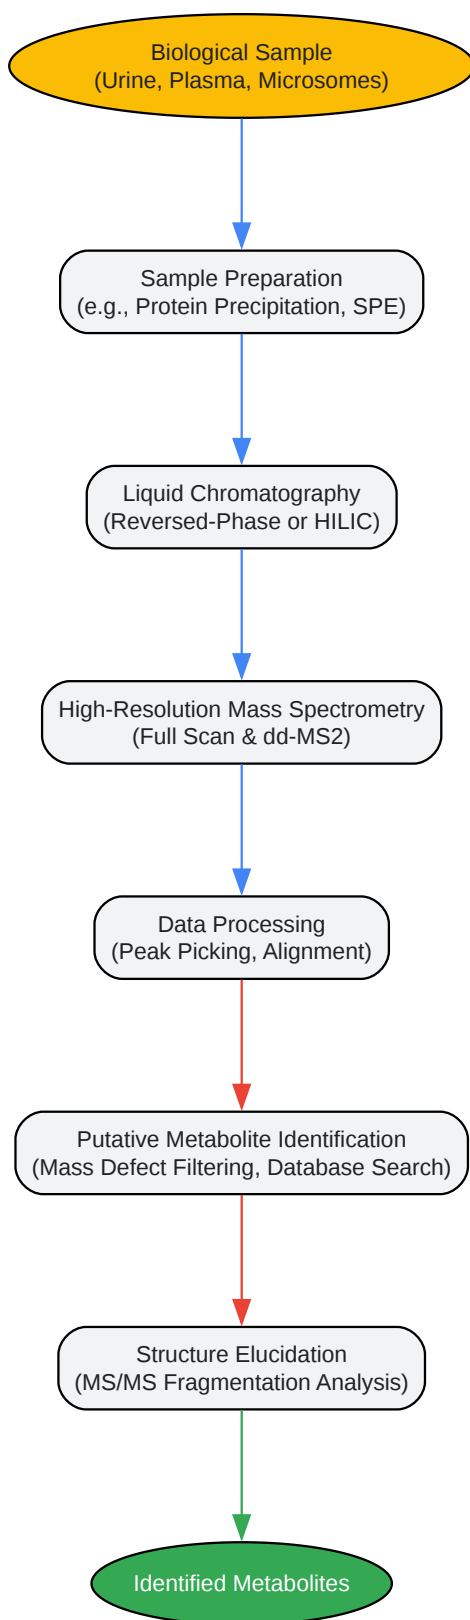 Biological Sample
(Urine, Plasma, Microsomes)
Sample Preparation
(e.g., Protein Precipitation, SPE)
Liquid Chromatography
(Reversed-Phase or HILIC)
High-Resolution Mass Spectrometry
(Full Scan & dd-MS2)
Data Processing
(Peak Picking, Alignment)
Putative Metabolite Identification
(Mass Defect Filtering, Database Search)
Structure Elucidation
(MS/MS Fragmentation Analysis)
Identified Metabolites